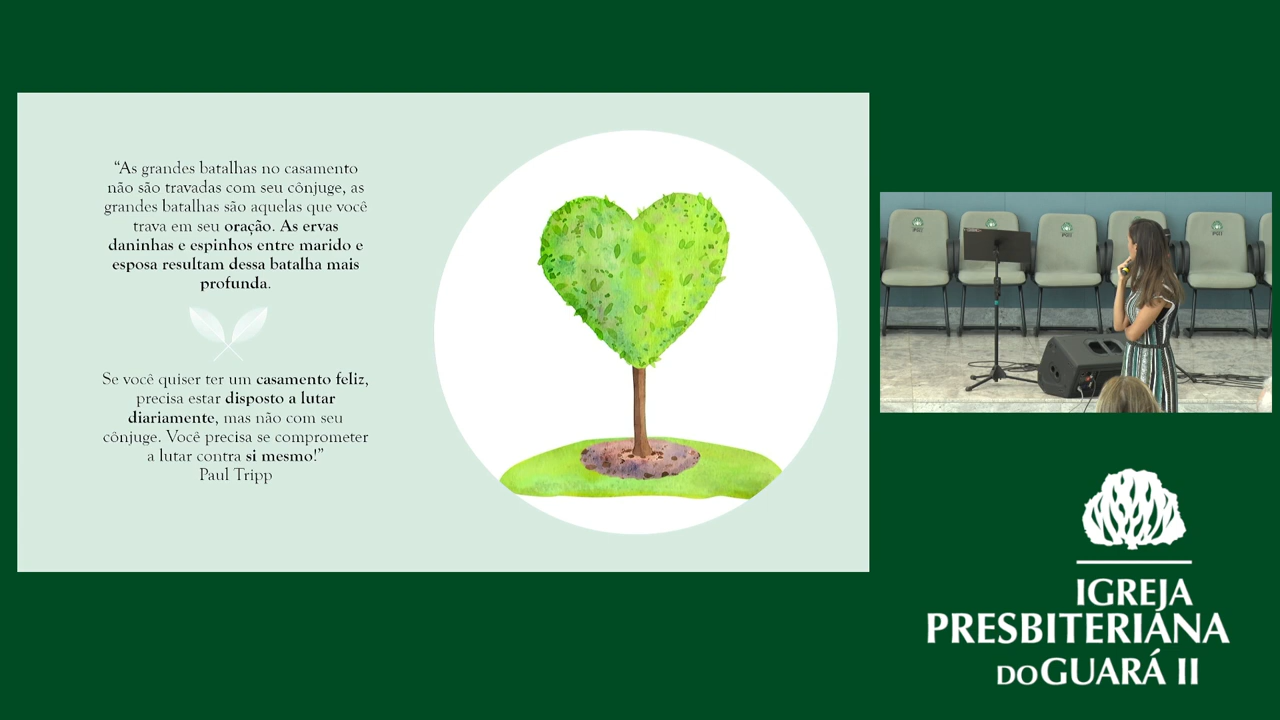 “As grandes batalhas no casamento
não são travadas com seu cônjuge, as
grandes batalhas são aquelas que você
trava em seu oração. As ervas
daninhas e espinhos entre marido e
esposa resultam dessa batalha mais
profunda.
Se você quiser ter um casamento feliz,
precisa estar disposto a lutar
diariamente, mas não com seu
cônjuge. Você precisa se comprometer
a lutar contra si mesmo!”
Paul Tripp
IGREJA
PRESBITERIANA
DO GUARÁ II